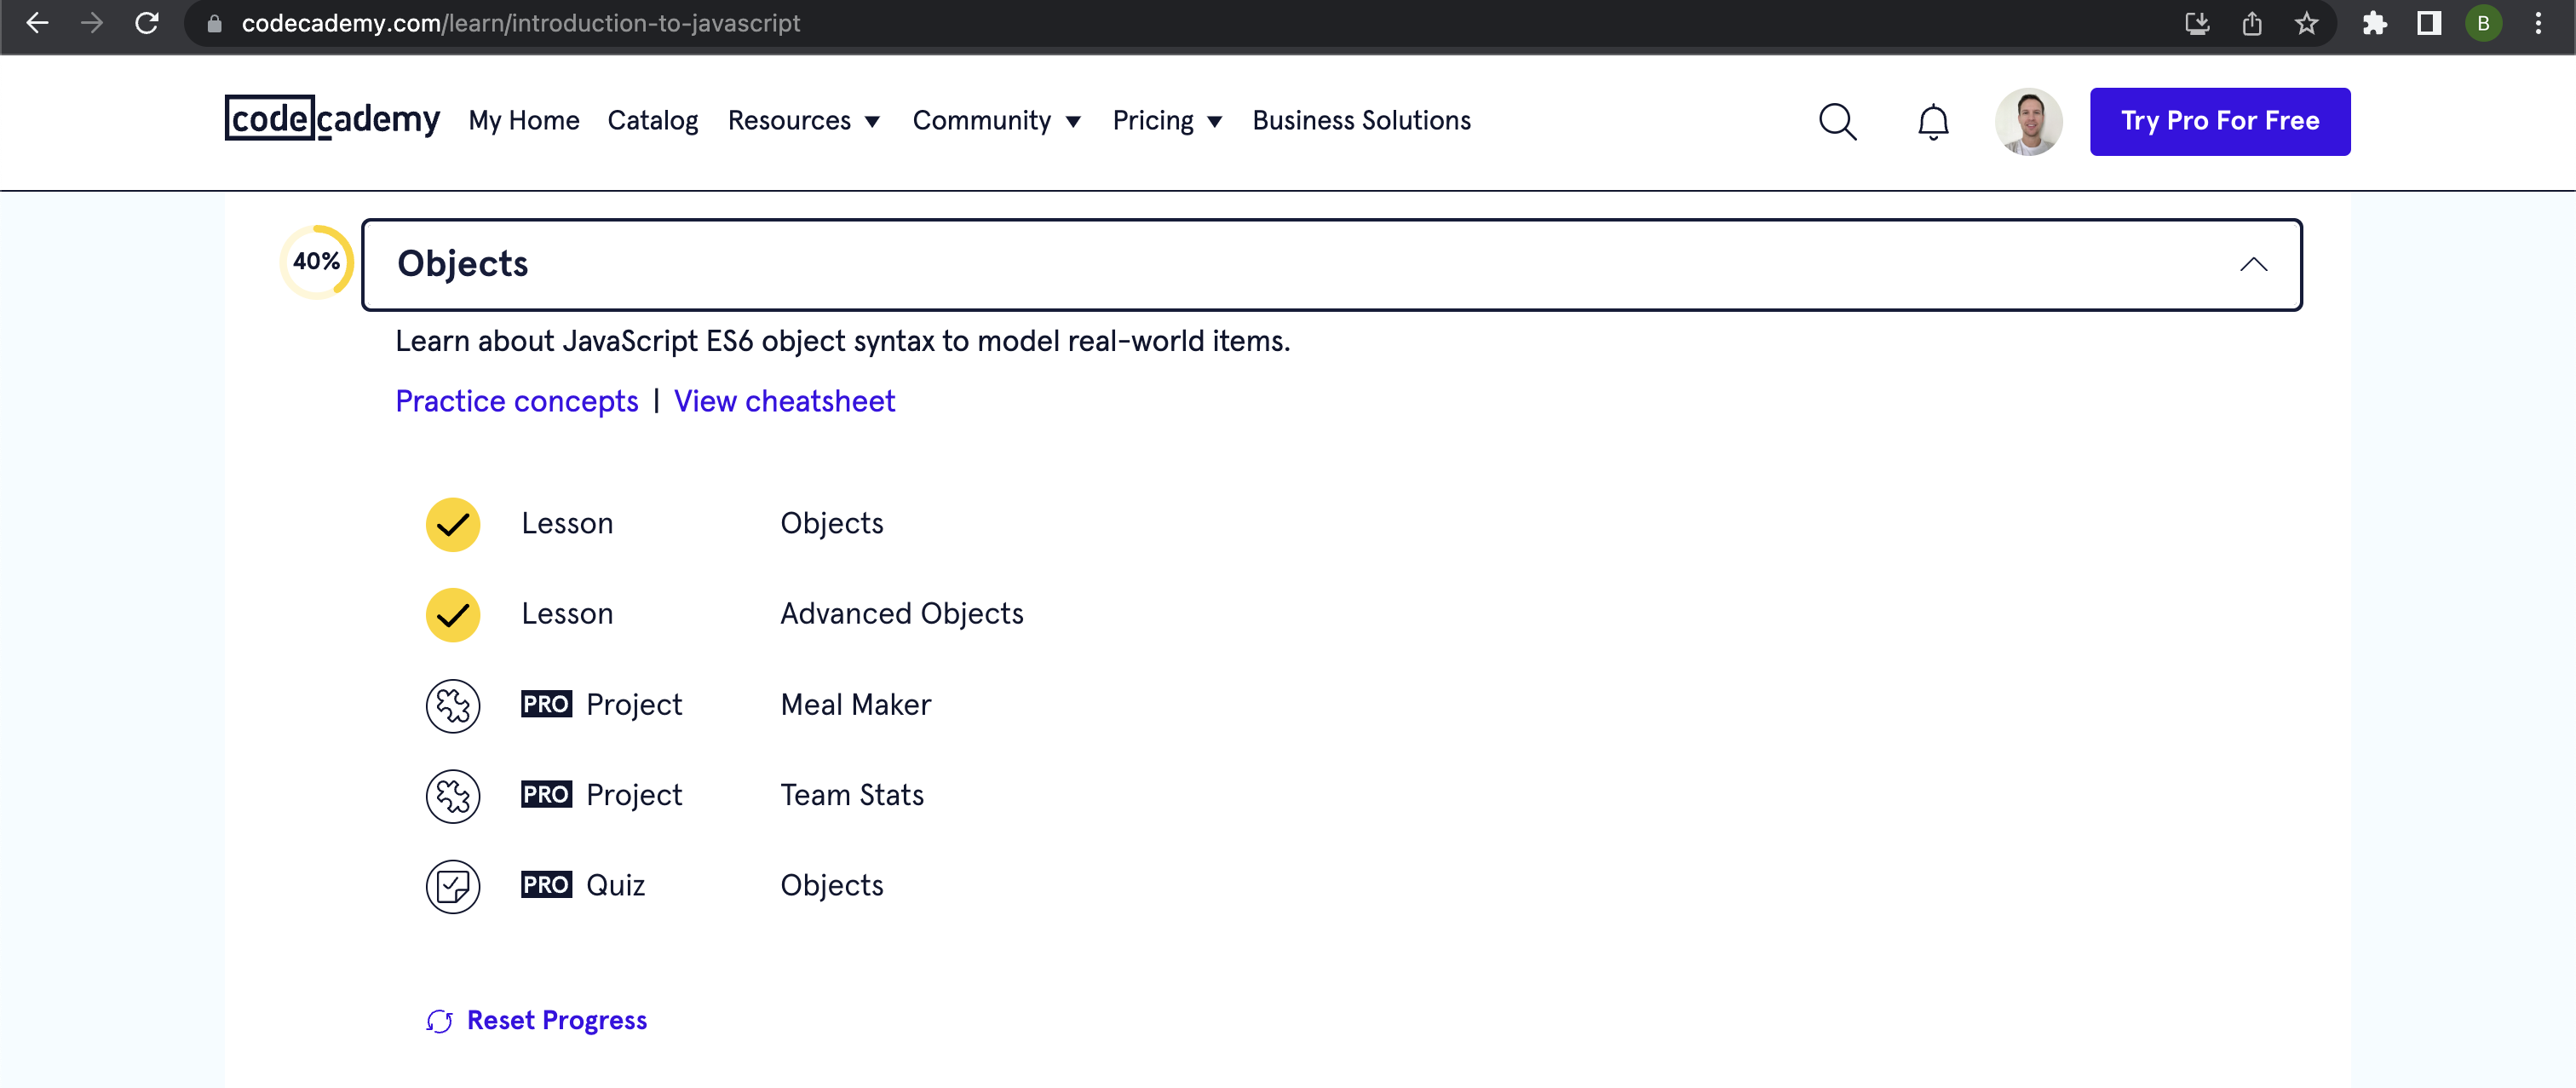 codecademy.com/learn/introduction-to-javascript
B
codecademy My Home Catalog Resources Community Pricing Business Solutions Try Pro For Free
40% Objects
Learn about JavaScript ES6 object syntax to model real-world items.
Practice concepts | View cheatsheet
Lesson Objects
Lesson Advanced Objects
PRO Project Meal Maker
PRO Project Team Stats
PRO Quiz Objects
Reset Progress